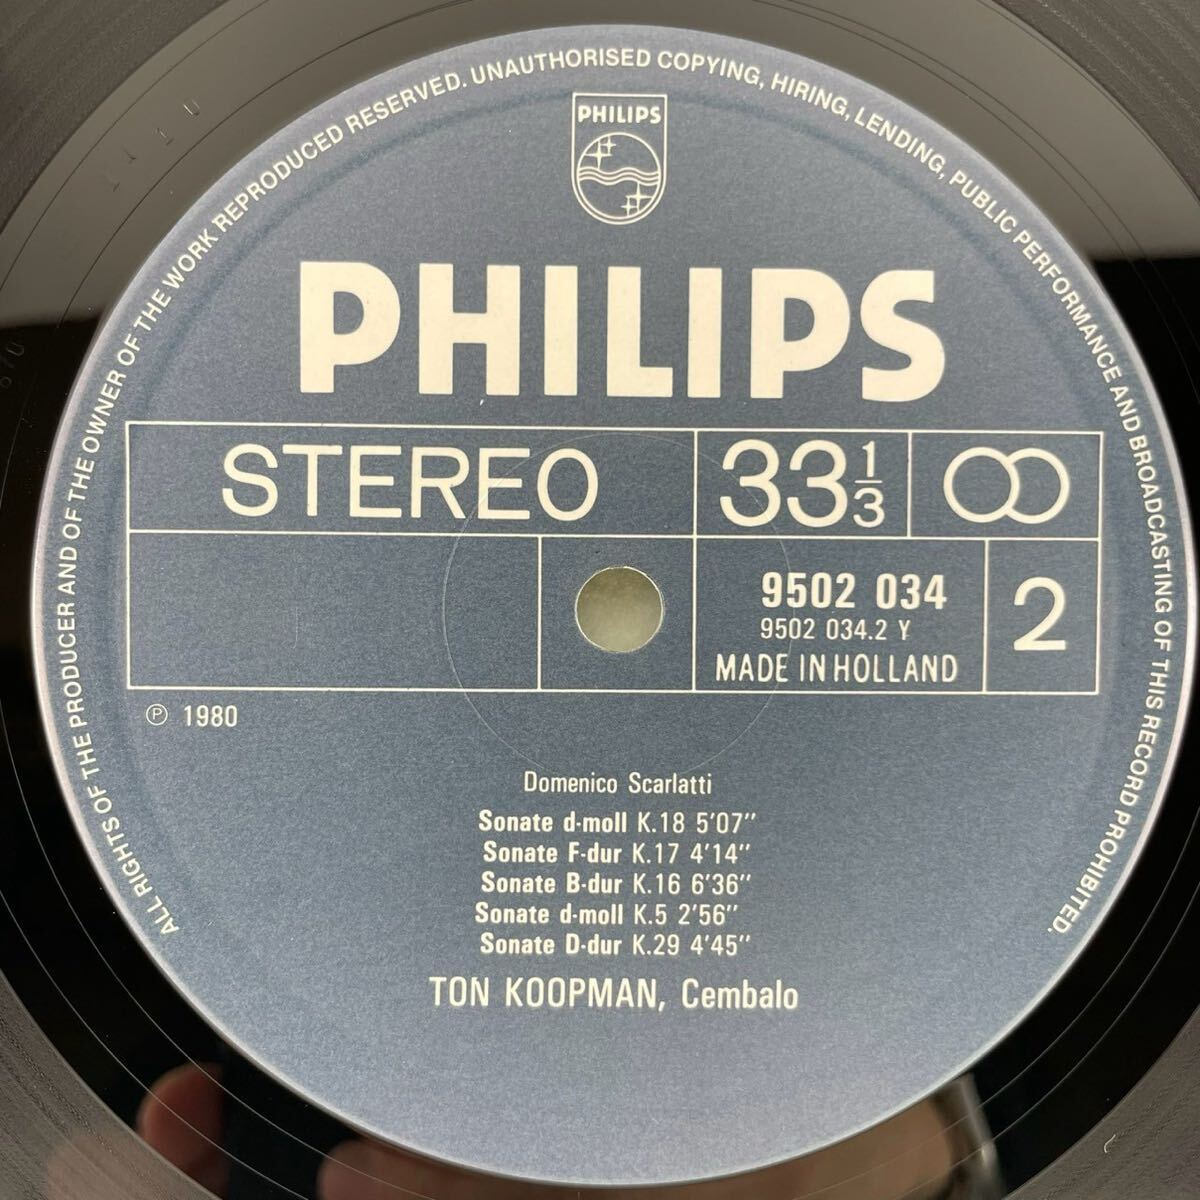 ALL RIGHTS OF THE PRODUCER AND OF THE OWNER OF THE WORK REPRODUCED RESERVED. UNAUTHORISED COPYING, HIRING, LENDING, PUBLIC PERFORMANCE AND BROADCASTING OF THIS RECORD PROHIBITED.
PHILIPS
PHILIPS
STEREO 33 1/3
9502 034
9502 034.2 Y
MADE IN HOLLAND
2
℗ 1980
Domenico Scarlatti
Sonate d-moll K.18 5'07"
Sonate F-dur K.17 4'14"
Sonate B-dur K.16 6'36"
Sonate d-moll K.5 2'56"
Sonate D-dur K.29 4'45"
TON KOOPMAN, Cembalo